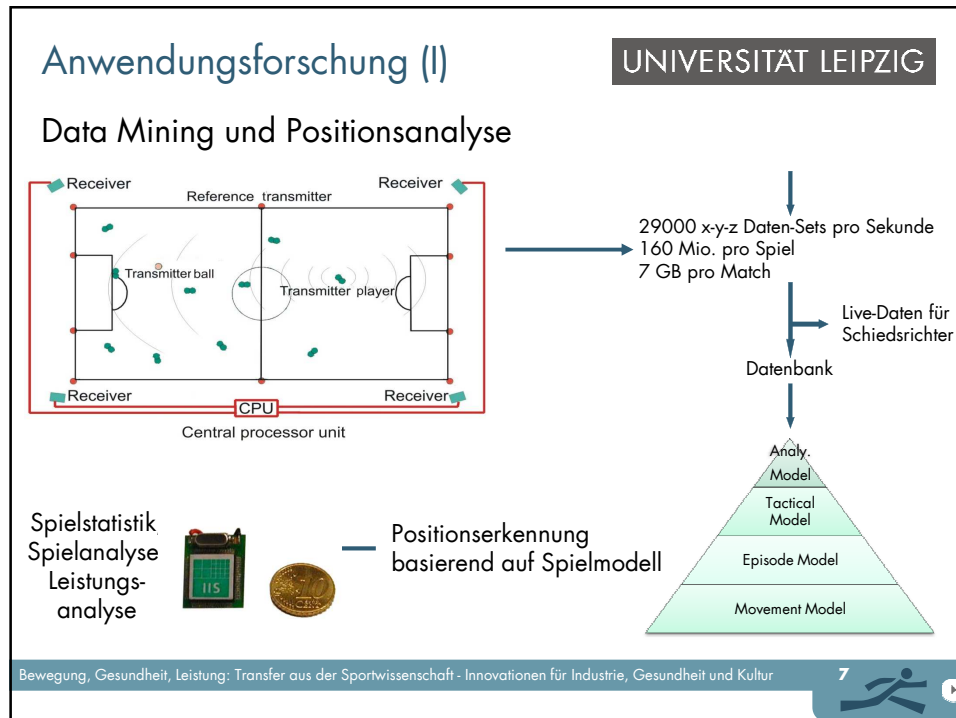 Anwendungsforschung (I)
UNIVERSITÄT LEIPZIG
Data Mining und Positionsanalyse
Receiver
Receiver
Reference transmitter
Transmitter ball
Transmitter player
Receiver
Receiver
CPU
Central processor unit
29000 x-y-z Daten-Sets pro Sekunde
160 Mio. pro Spiel
7 GB pro Match
Live-Daten für
Schiedsrichter
Datenbank
Analy.
Model
Tactical
Model
Episode Model
Movement Model
Spielstatistik
Spielanalyse
Leistungs-
analyse
IIS
10
Positionserkennung
basierend auf Spielmodell
Bewegung, Gesundheit, Leistung: Transfer aus der Sportwissenschaft - Innovationen für Industrie, Gesundheit und Kultur
7